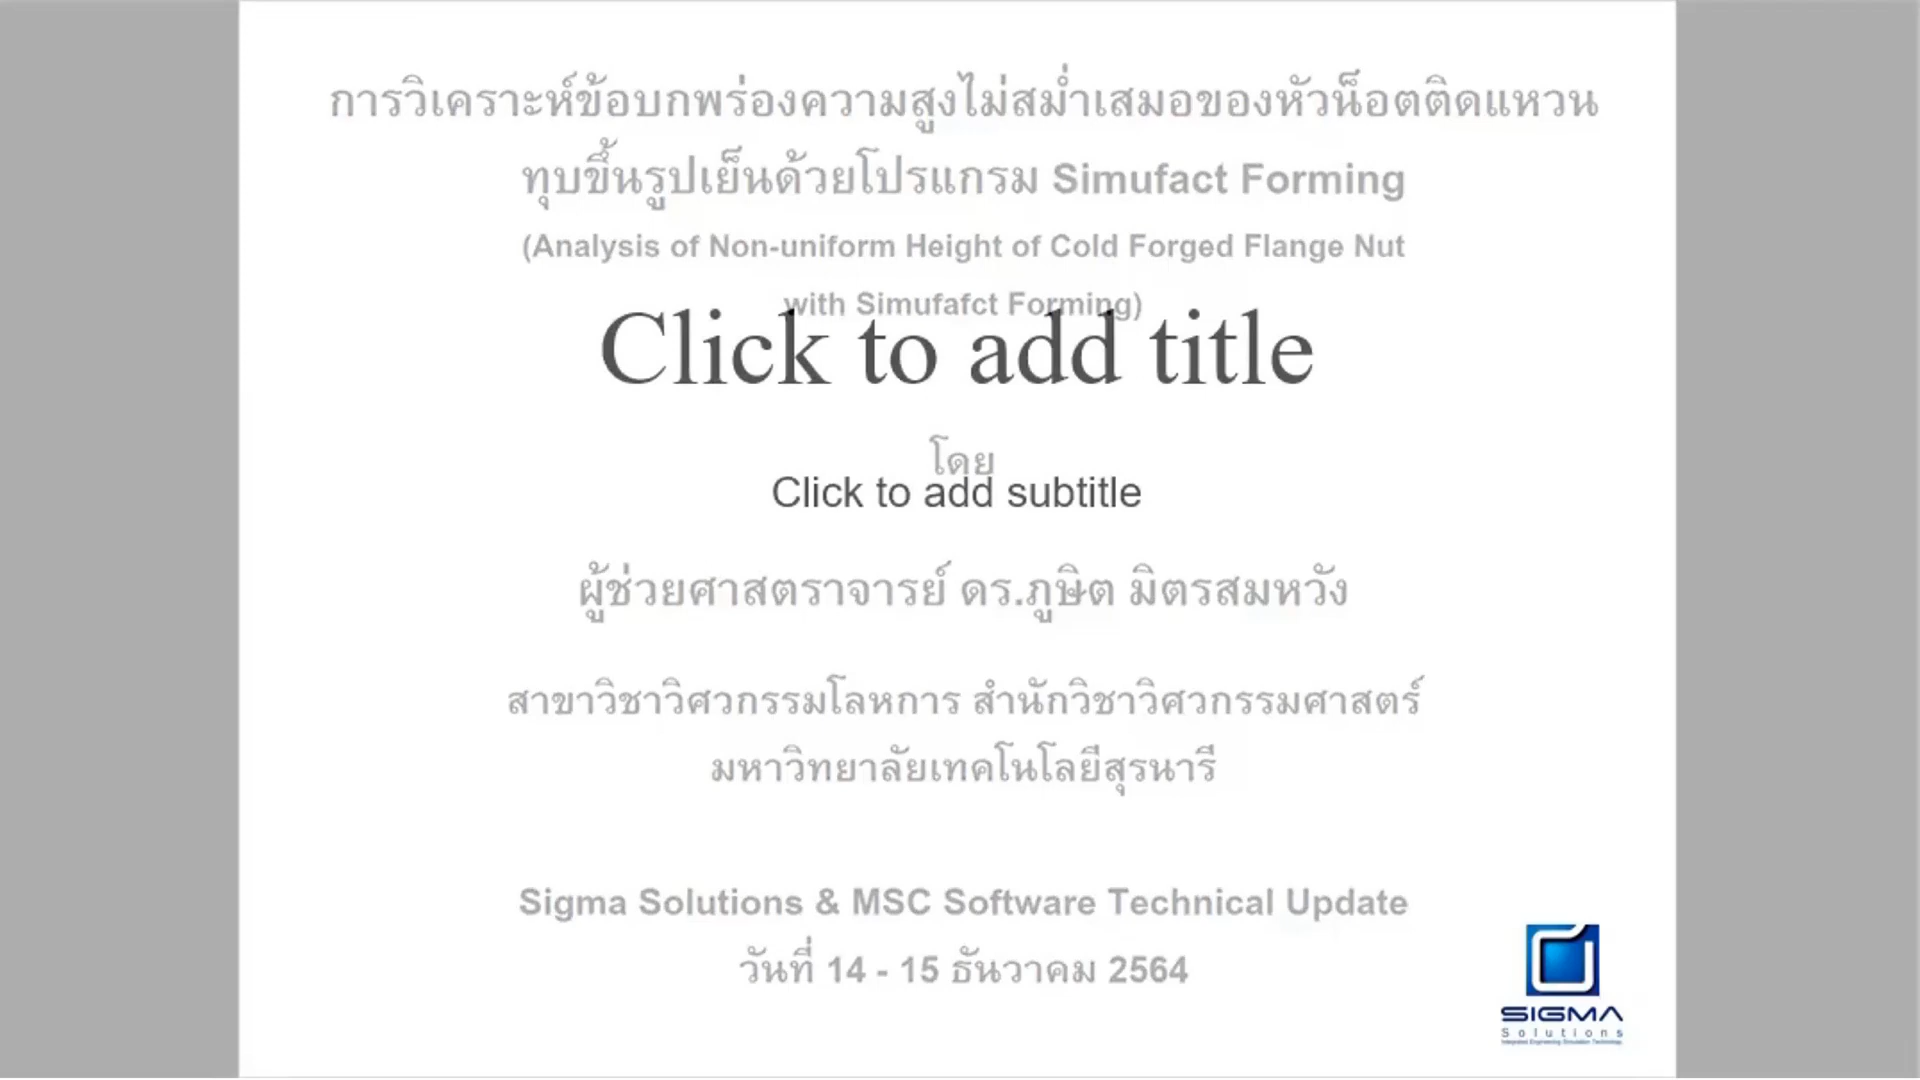 การวิเคราะห์ข้อบกพร่องความสูงไม่สม่ำเสมอของหัวน็อตติดแหวน
ทุบขึ้นรูปเย็นด้วยโปรแกรม Simufact Forming
(Analysis of Non-uniform Height of Cold Forged Flange Nut
with Simufafct Forming)
Click to add title
โดย
Click to add subtitle
ผู้ช่วยศาสตราจารย์ ดร.ภูษิต มิตรสมหวัง
สาขาวิชาวิศวกรรมโลหการ สำนักวิชาวิศวกรรมศาสตร์
มหาวิทยาลัยเทคโนโลยีสุรนารี
Sigma Solutions & MSC Software Technical Update
วันที่ 14 - 15 ธันวาคม 2564
SIGMA
Solutions
Integrated Engineering Simulation Technology